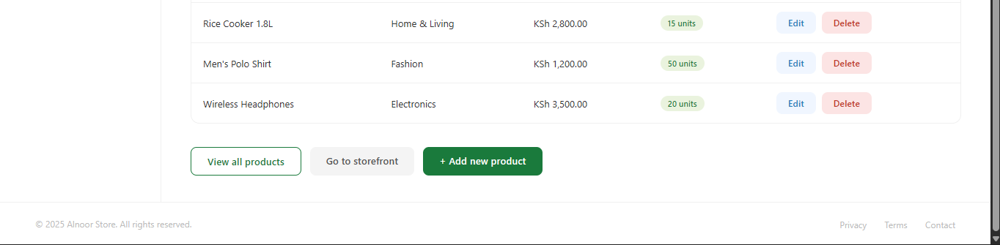 Rice Cooker 1.8L Home & Living KSh 2,800.00 15 units Edit Delete
Men's Polo Shirt Fashion KSh 1,200.00 50 units Edit Delete
Wireless Headphones Electronics KSh 3,500.00 20 units Edit Delete
View all products Go to storefront + Add new product
© 2025 Alnoor Store. All rights reserved. Privacy Terms Contact